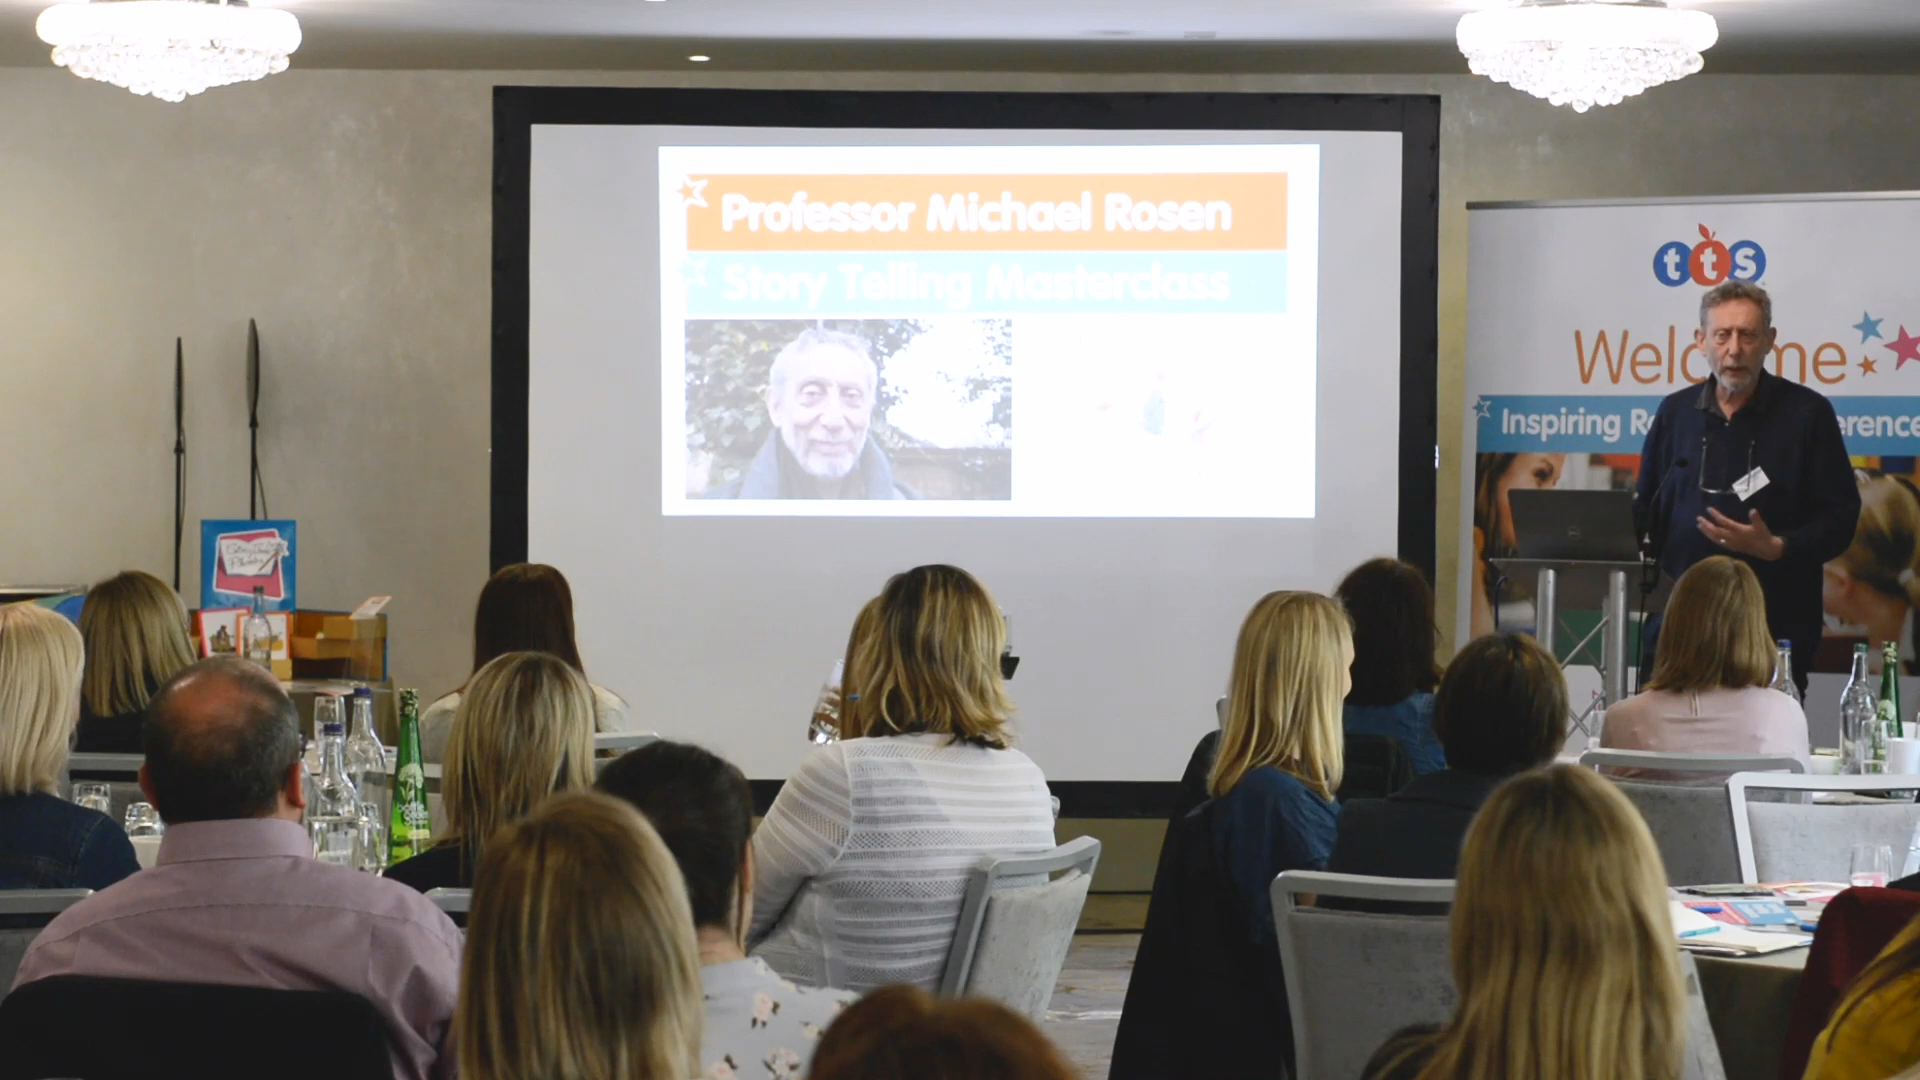 Professor Michael Rosen
Story Telling Masterclass
tts
Welc me
Inspiring R erence